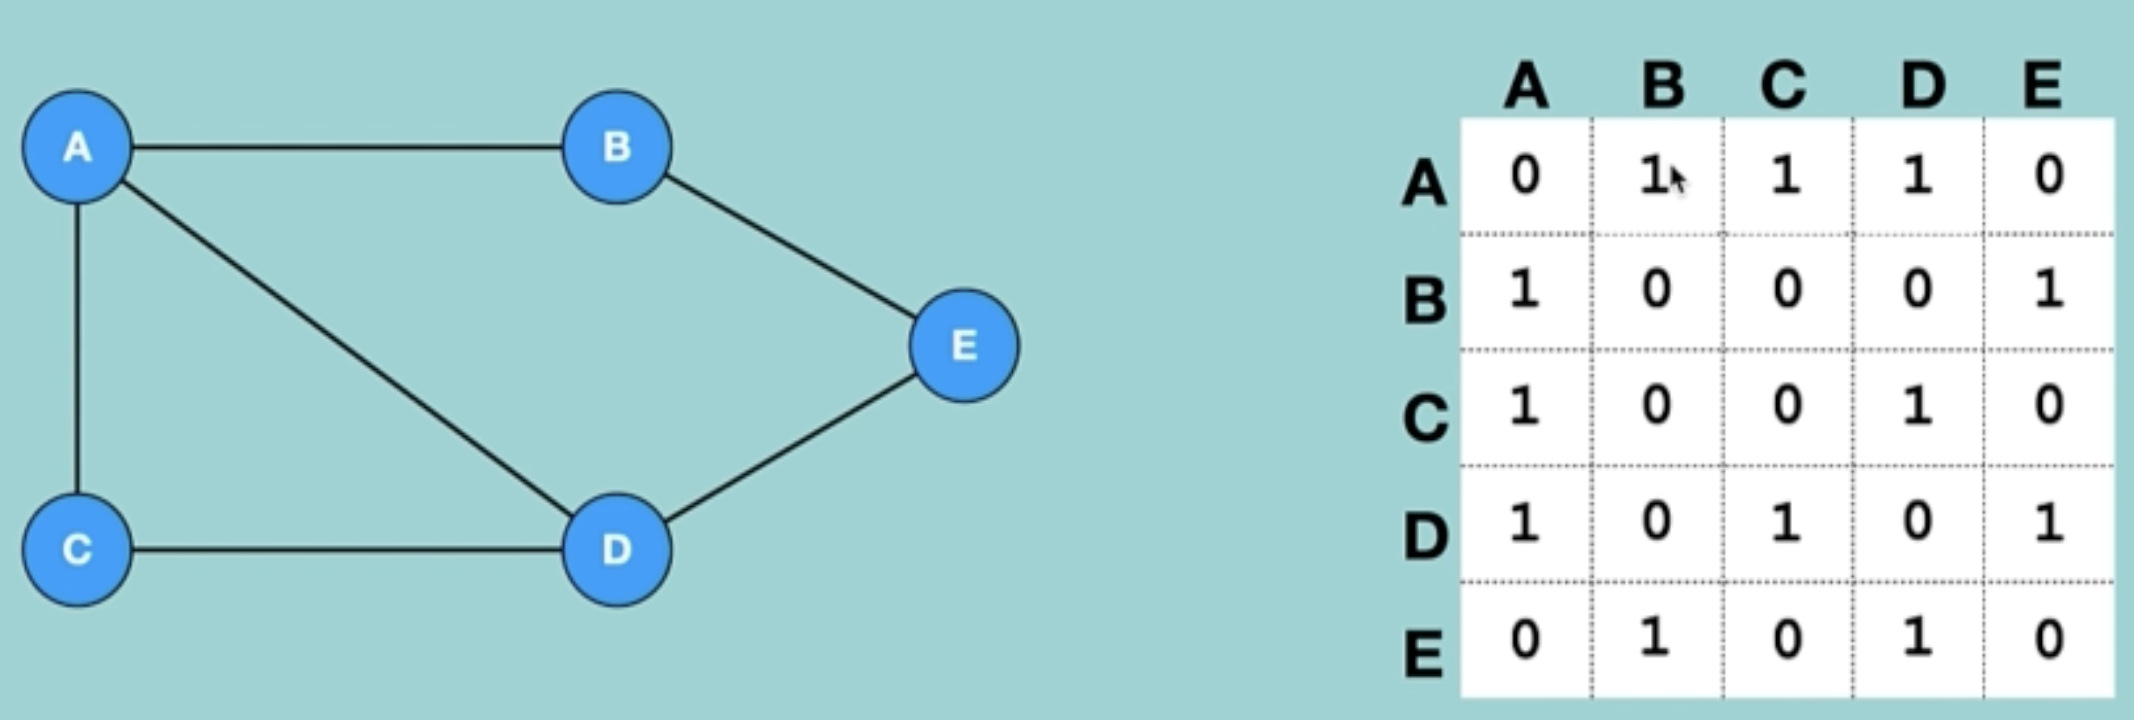 A B
E
C D
A B C D E
A 0 1 1 1 0
B 1 0 0 0 1
C 1 0 0 1 0
D 1 0 1 0 1
E 0 1 0 1 0